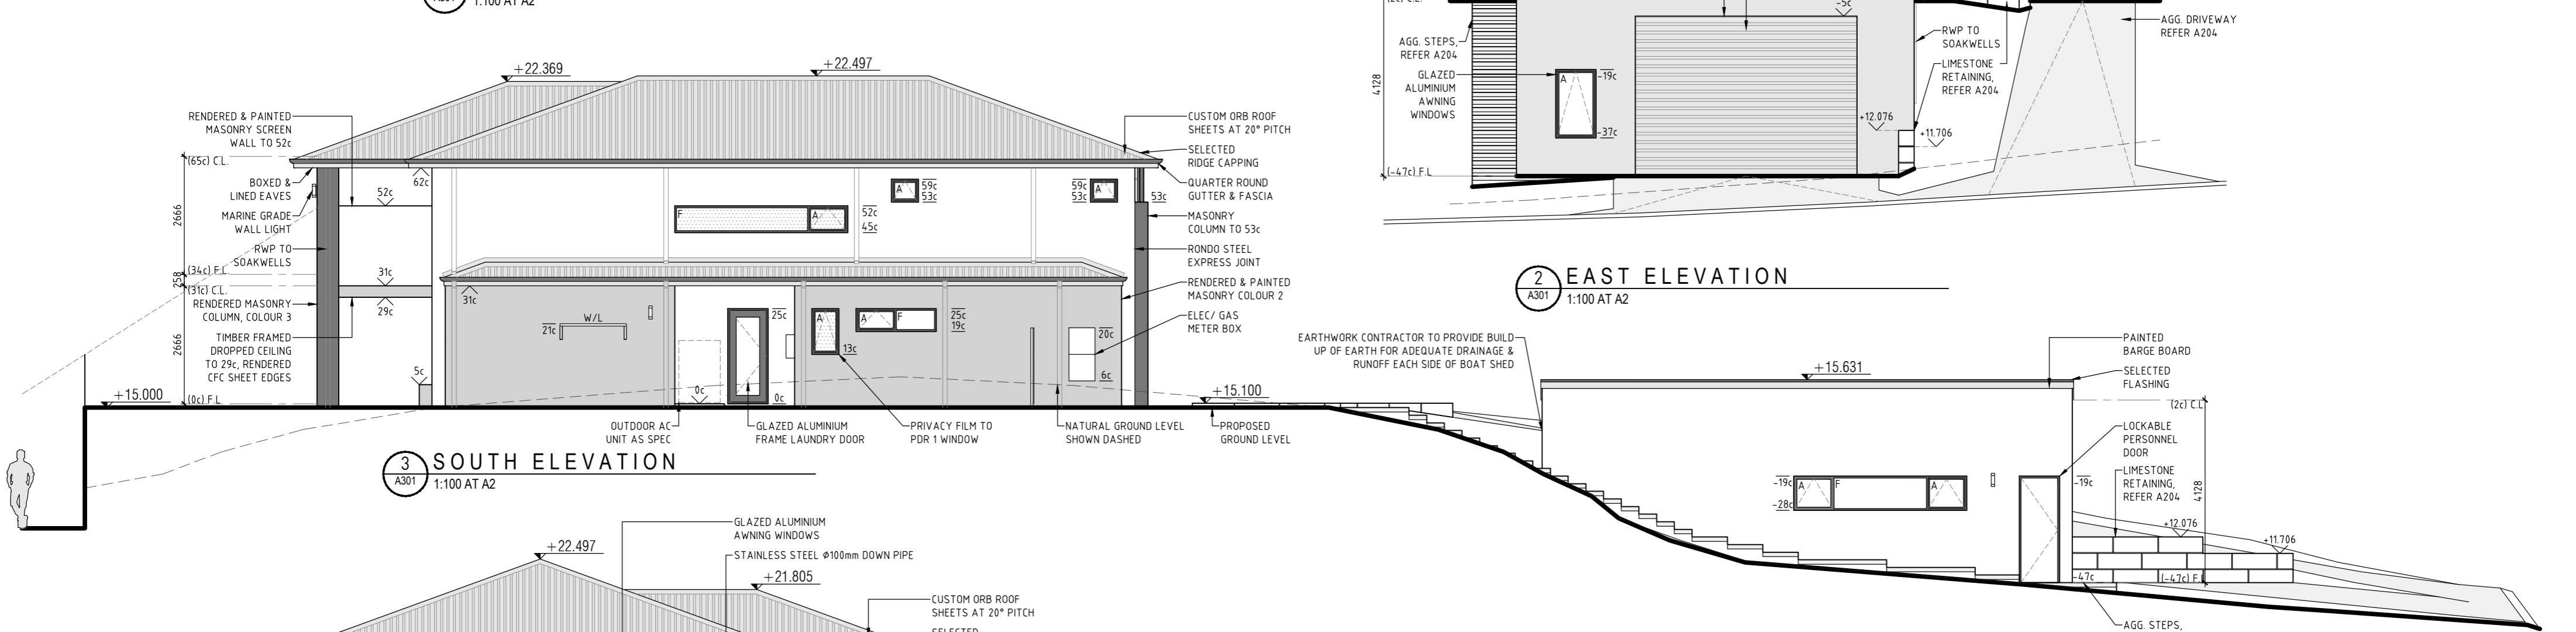 A301
1:100 AT A2
+22.369
+22.497
RENDERED & PAINTED
MASONRY SCREEN
WALL TO 52c
(65c) C.L.
BOXED &
LINED EAVES
MARINE GRADE
WALL LIGHT
RWP TO
SOAKWELLS
(34c) F.L.
(31c) C.L.
RENDERED MASONRY
COLUMN, COLOUR 3
TIMBER FRAMED
DROPPED CEILING
TO 29c, RENDERED
CFC SHEET EDGES
(0c) F.L.
2666
258
2666
+15.000
52c
62c
31c
29c
5c
31c
21c
W/L
F
A
52c
45c
A
59c
53c
59c
53c
A
53c
25c
0c
0c
A
13c
A
F
25c
19c
20c
6c
CUSTOM ORB ROOF
SHEETS AT 20° PITCH
SELECTED
RIDGE CAPPING
QUARTER ROUND
GUTTER & FASCIA
MASONRY
COLUMN TO 53c
RONDO STEEL
EXPRESS JOINT
RENDERED & PAINTED
MASONRY COLOUR 2
ELEC/ GAS
METER BOX
+15.100
OUTDOOR AC
UNIT AS SPEC
GLAZED ALUMINIUM
FRAME LAUNDRY DOOR
PRIVACY FILM TO
PDR 1 WINDOW
NATURAL GROUND LEVEL
SHOWN DASHED
PROPOSED
GROUND LEVEL
3
A301
SOUTH ELEVATION
1:100 AT A2
(2c) C.L.
-5c
AGG. STEPS,
REFER A204
GLAZED
ALUMINIUM
AWNING
WINDOWS
4128
(-47c) F.L
A
-19c
-37c
RWP TO
SOAKWELLS
LIMESTONE
RETAINING,
REFER A204
+12.076
+11.706
AGG. DRIVEWAY
REFER A204
2
A301
EAST ELEVATION
1:100 AT A2
EARTHWORK CONTRACTOR TO PROVIDE BUILD
UP OF EARTH FOR ADEQUATE DRAINAGE &
RUNOFF EACH SIDE OF BOAT SHED
+15.631
PAINTED
BARGE BOARD
SELECTED
FLASHING
(2c) C.L
LOCKABLE
PERSONNEL
DOOR
LIMESTONE
RETAINING,
REFER A204
4128
-19c
-28c
A
F
A
-19c
+12.076
+11.706
-47c
(-47c) F.L
AGG. STEPS,
GLAZED ALUMINIUM
AWNING WINDOWS
STAINLESS STEEL Ø100mm DOWN PIPE
+22.497
+21.805
CUSTOM ORB ROOF
SHEETS AT 20° PITCH